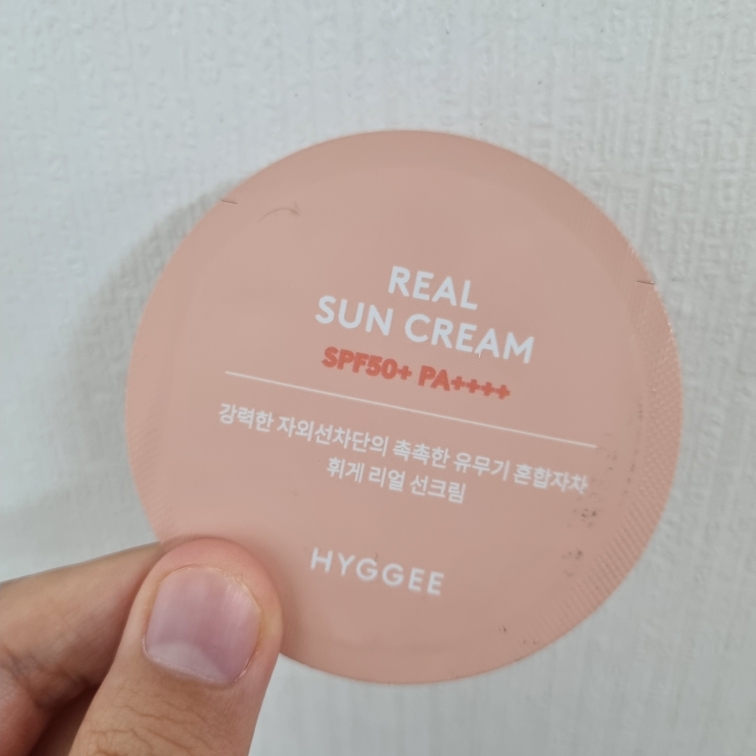 REAL
SUN CREAM
SPF50+ PA++++
강력한 자외선차단의 촉촉한 유무기 혼합자차
휘게 리얼 선크림
HYGGEE